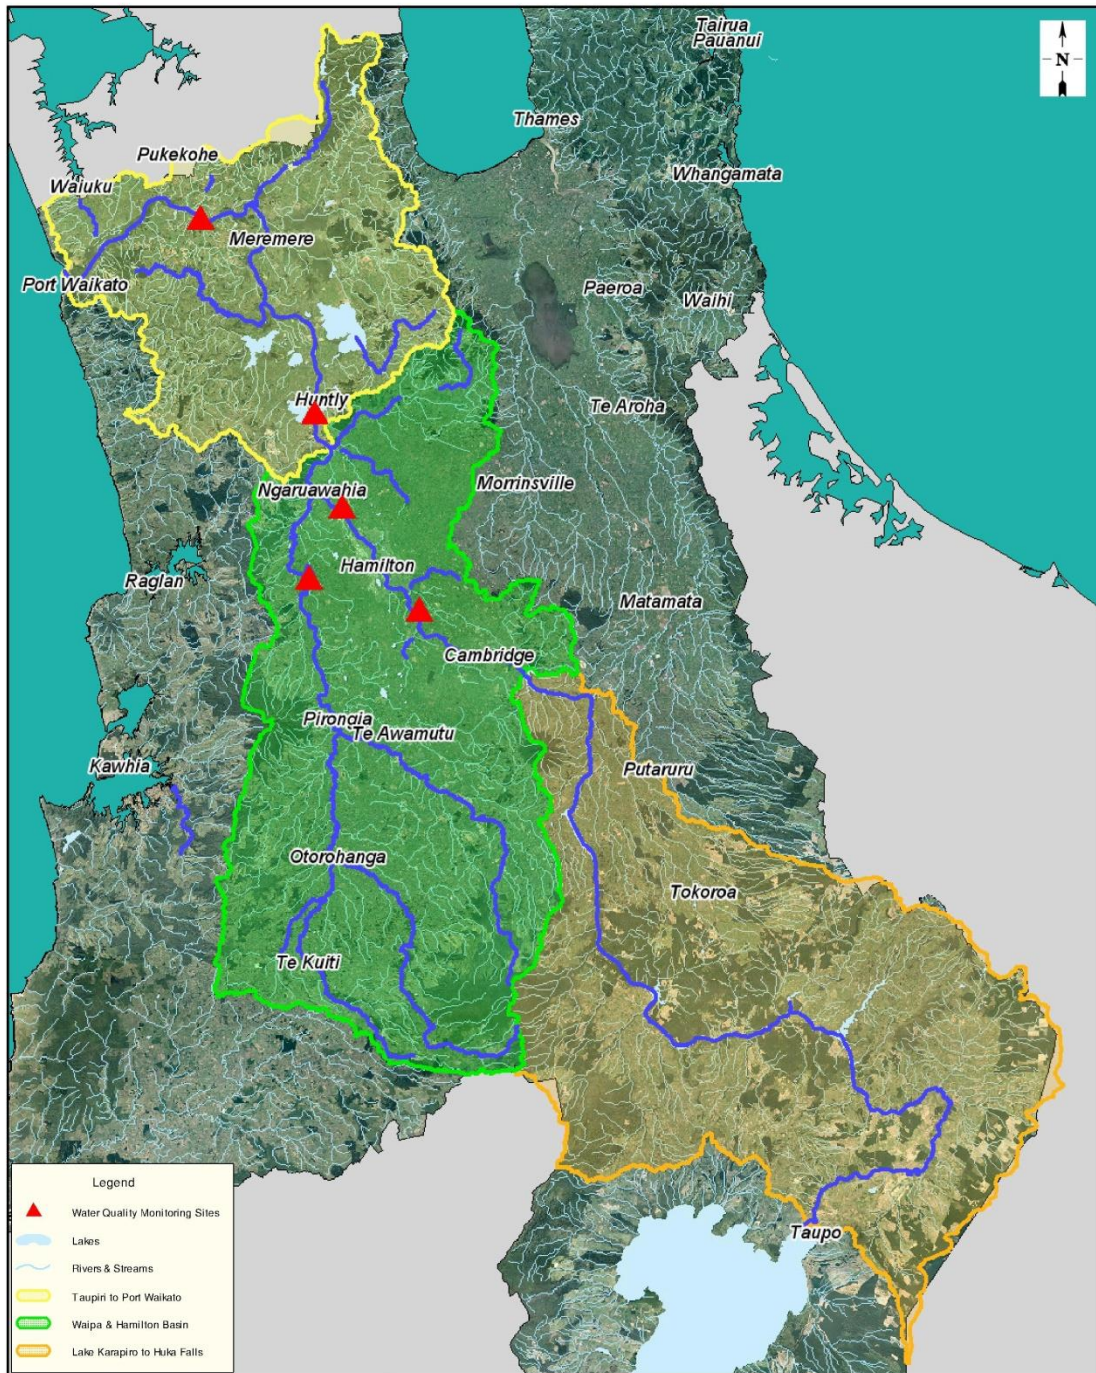 Tairua
Pauanui
N
Thames
Pukekohe
Whangamata
Waiuku
Meremere
Port Waikato
Paeroa
Waihi
Huntly
Te Aroha
Ngaruawahia
Morrinsville
Hamilton
Raglan
Matamata
Cambridge
Pirongia
Te Awamutu
Kawhia
Putaruru
Otorohanga
Tokoroa
Te Kuiti
Taupo
Legend
Water Quality Monitoring Sites
Lakes
Rivers & Streams
Taupiri to Port Waikato
Waipa & Hamilton Basin
Lake Karapiro to Huka Falls